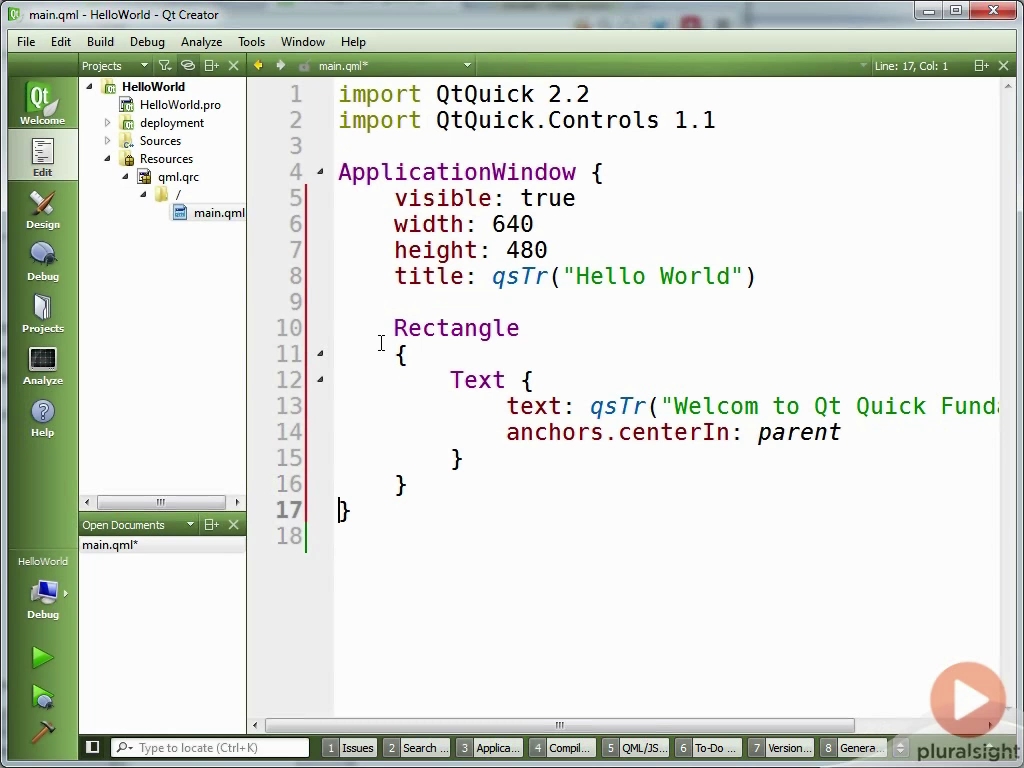 main.qml - HelloWorld - Qt Creator
File Edit Build Debug Analyze Tools Window Help
Projects main.qml* Line: 17, Col: 1
Qt
Welcome
Edit
Design
Debug
Projects
Analyze
Help
HelloWorld
Debug
HelloWorld
HelloWorld.pro
deployment
Sources
Resources
qml.qrc
/
main.qml
Open Documents
main.qml*
1 import QtQuick 2.2
2 import QtQuick.Controls 1.1
3
4 ApplicationWindow {
5 visible: true
6 width: 640
7 height: 480
8 title: qsTr("Hello World")
9
10 Rectangle
11 {
12 Text {
13 text: qsTr("Welcom to Qt Quick Funda
14 anchors.centerIn: parent
15 }
16 }
17 }
18
Type to locate (Ctrl+K) 1 Issues 2 Search ... 3 Applica... 4 Compil... 5 QML/JS... 6 To-Do ... 7 Version... 8 Genera...
pluralsight